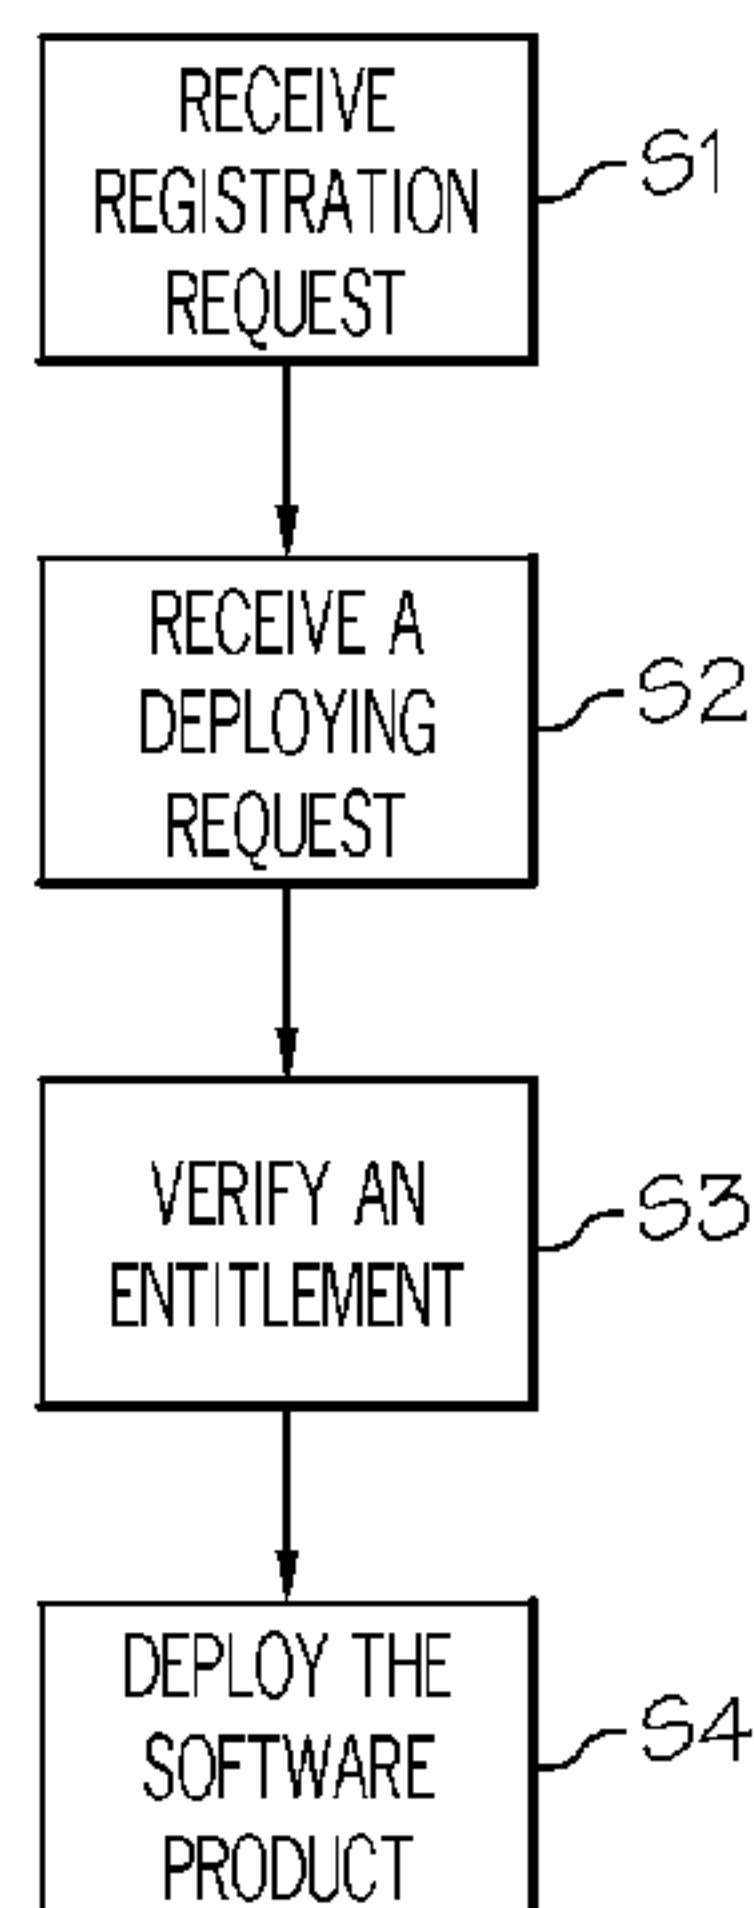 RECEIVE
REGISTRATION
REQUEST
S1
RECEIVE A
DEPLOYING
REQUEST
S2
VERIFY AN
ENTITLEMENT
S3
DEPLOY THE
SOFTWARE
PRODUCT
S4